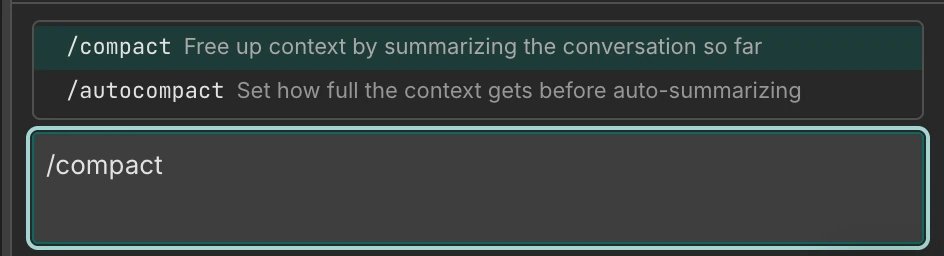 /compact Free up context by summarizing the conversation so far
/autocompact Set how full the context gets before auto-summarizing
/compact